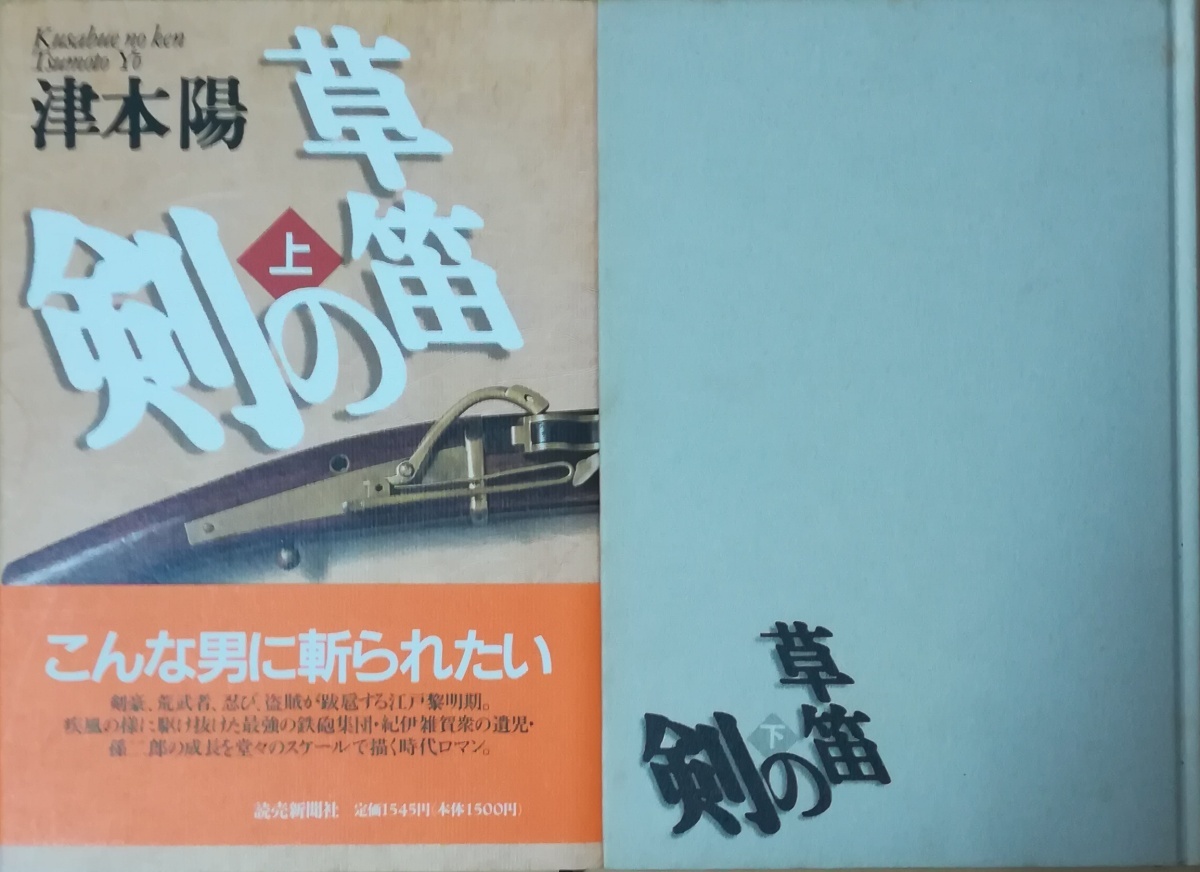 Kusabue no ken
Tsumoto Yō
津本陽
草笛の剣
上
こんな男に斬られたい
剣豪、荒武者、忍び、盗賊が跋扈する江戸黎明期。
疾風の様に駆け抜けた最強の鉄砲集団・紀伊雑賀衆の遺児・
孫二郎の成長を堂々のスケールで描く時代ロマン。
読売新聞社 定価1545円(本体1500円)
草笛の剣
下